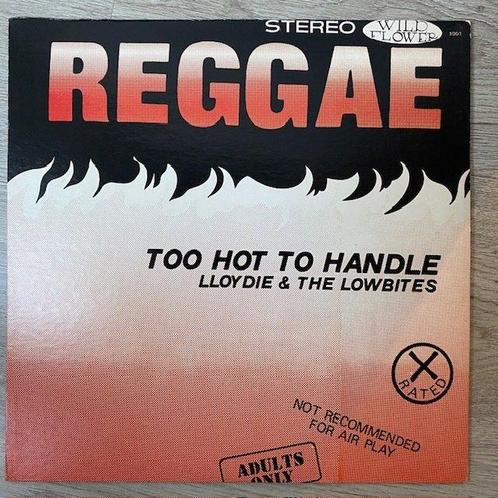 STEREO
WILD
FLOWER
1001
REGGAE
TOO HOT TO HANDLE
LLOYDIE & THE LOWBITES
X
RATED
NOT RECOMMENDED
FOR AIR PLAY
ADULTS
ONLY